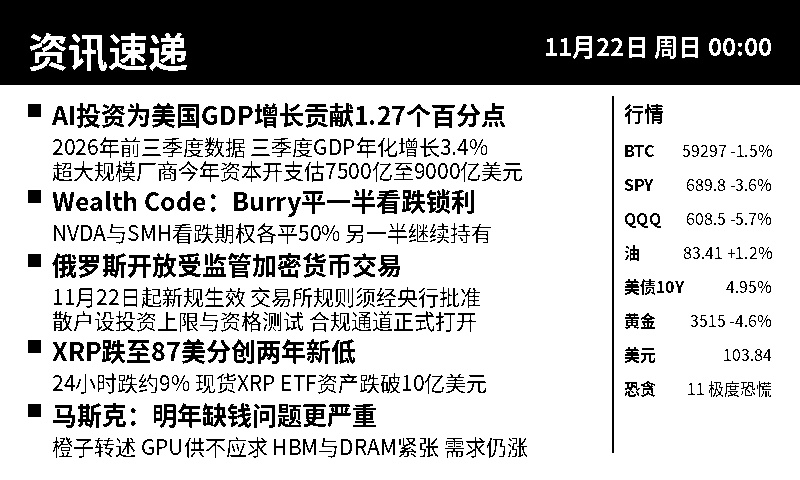 资讯速递
11月22日 周日 00:00
AI投资为美国GDP增长贡献1.27个百分点
2026年前三季度数据 三季度GDP年化增长3.4%
超大规模厂商今年资本开支估7500亿至9000亿美元
Wealth Code：Burry平一半看跌锁利
NVDA与SMH看跌期权各平50% 另一半继续持有
俄罗斯开放受监管加密货币交易
11月22日起新规生效 交易所规则须经央行批准
散户设投资上限与资格测试 合规通道正式打开
XRP跌至87美分创两年新低
24小时跌约9% 现货XRP ETF资产跌破10亿美元
马斯克：明年缺钱问题更严重
橙子转述 GPU供不应求 HBM与DRAM紧张 需求仍涨
行情
BTC 59297 -1.5%
SPY 689.8 -3.6%
QQQ 608.5 -5.7%
油 83.41 +1.2%
美债10Y 4.95%
黄金 3515 -4.6%
美元 103.84
恐贪 11 极度恐慌